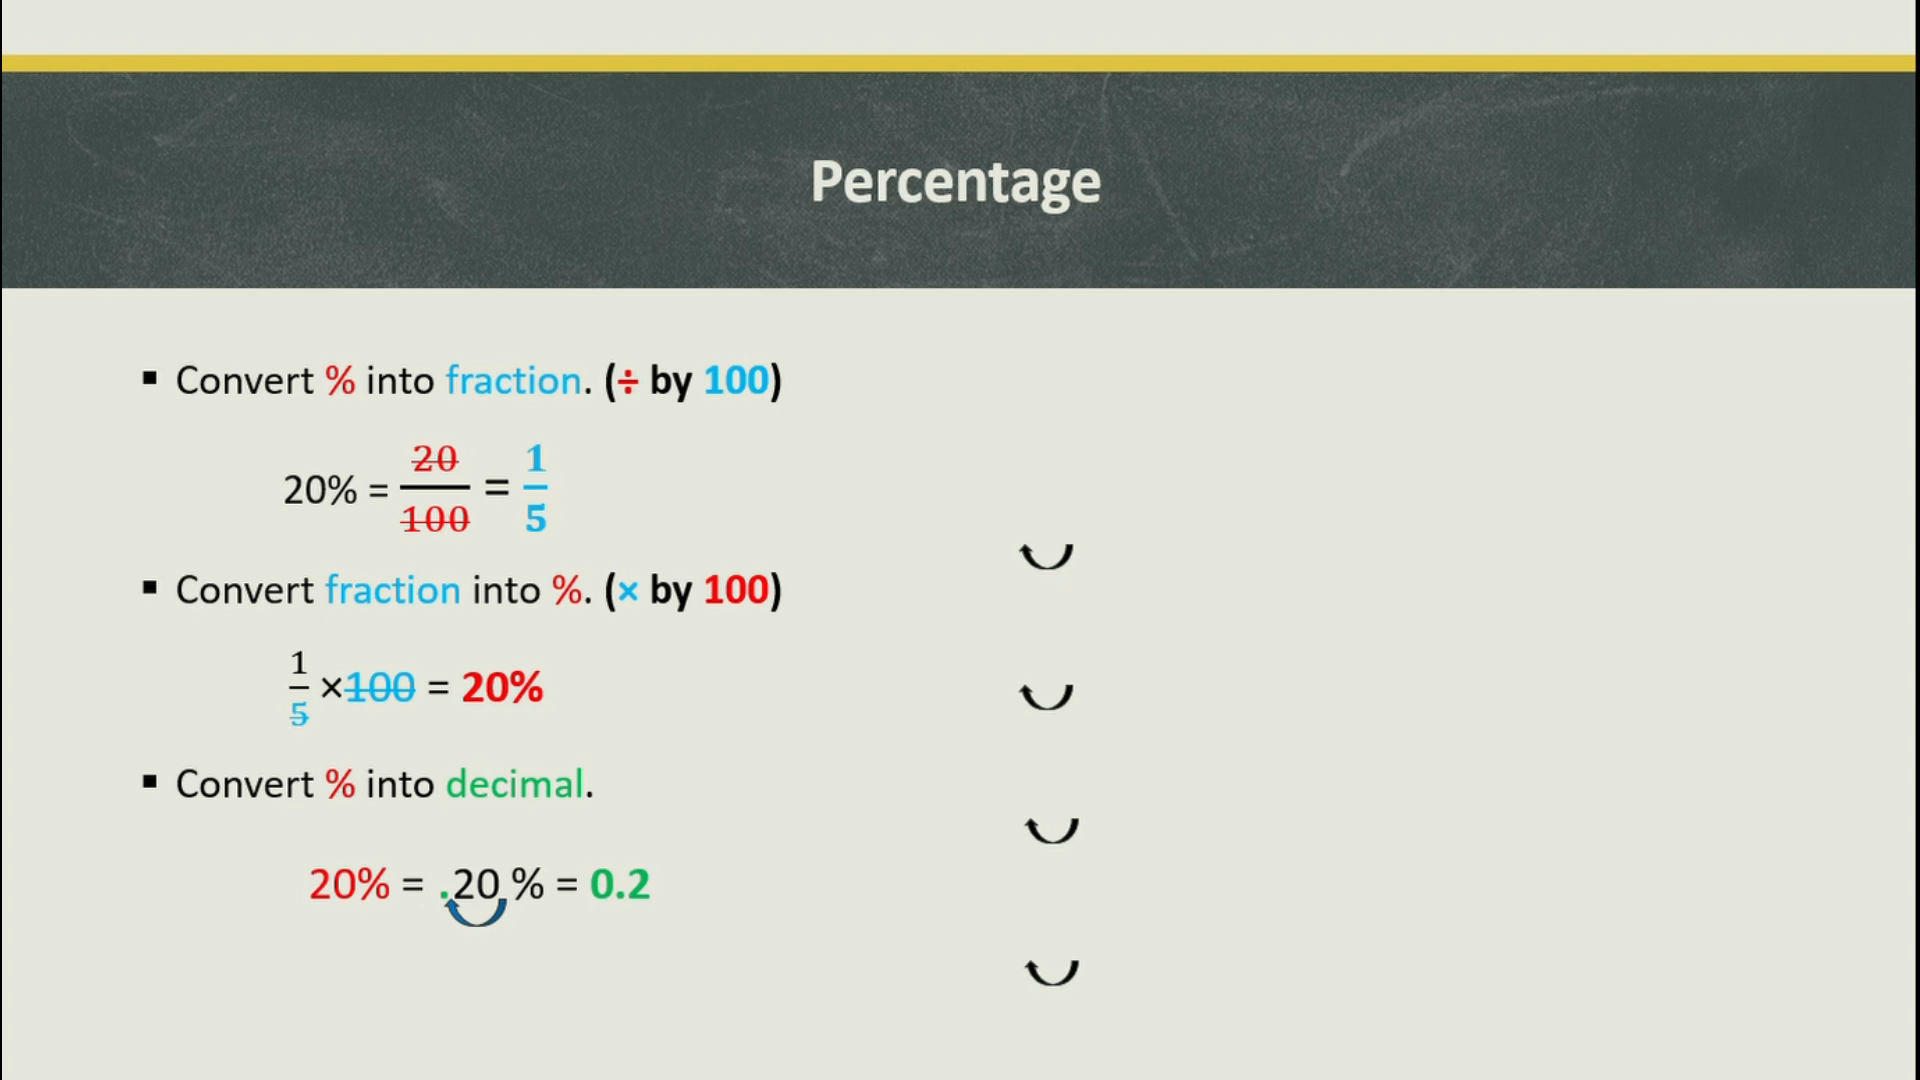 Percentage
▪ Convert % into fraction. (÷ by 100)
20% = 20/100 = 1/5
▪ Convert fraction into %. (× by 100)
1/5 ×100 = 20%
▪ Convert % into decimal.
20% = .20 % = 0.2